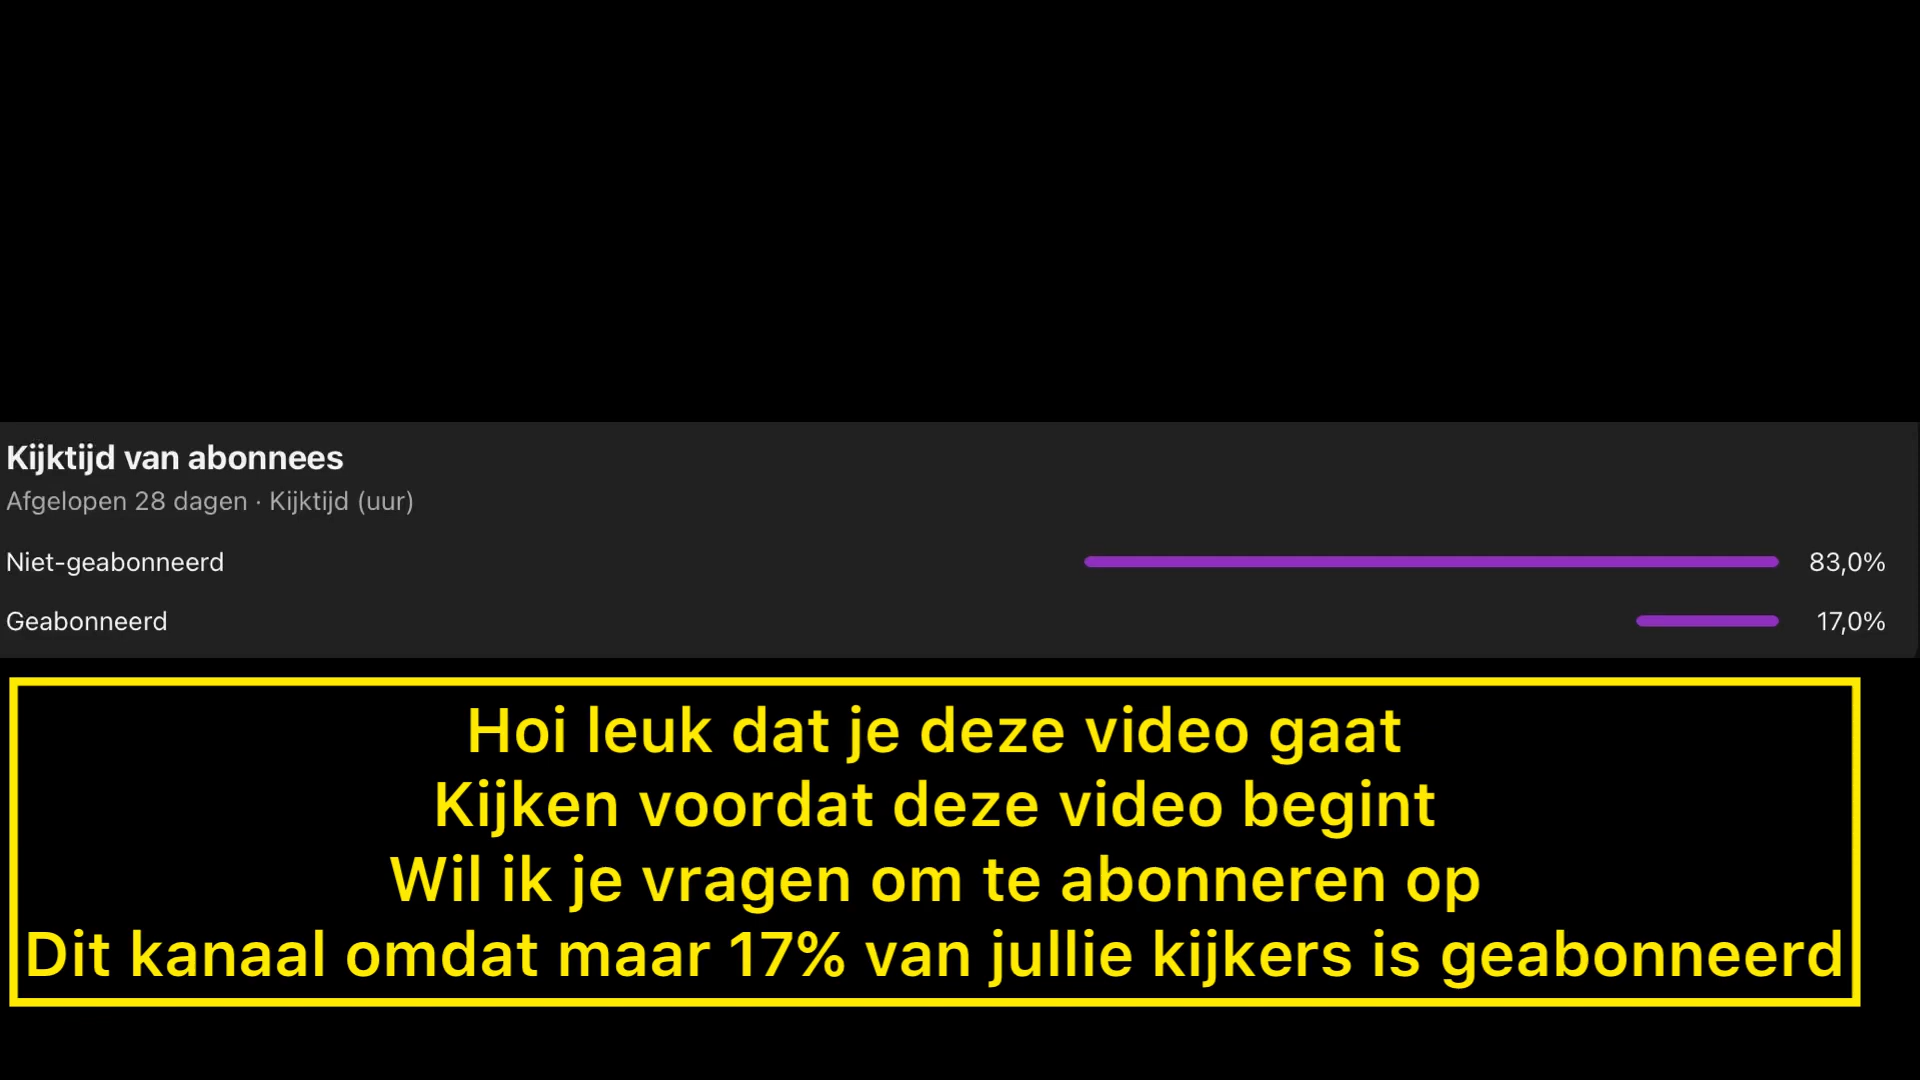 Kijktijd van abonnees
Afgelopen 28 dagen · Kijktijd (uur)
Niet-geabonneerd 83,0%
Geabonneerd 17,0%
Hoi leuk dat je deze video gaat
Kijken voordat deze video begint
Wil ik je vragen om te abonneren op
Dit kanaal omdat maar 17% van jullie kijkers is geabonneerd